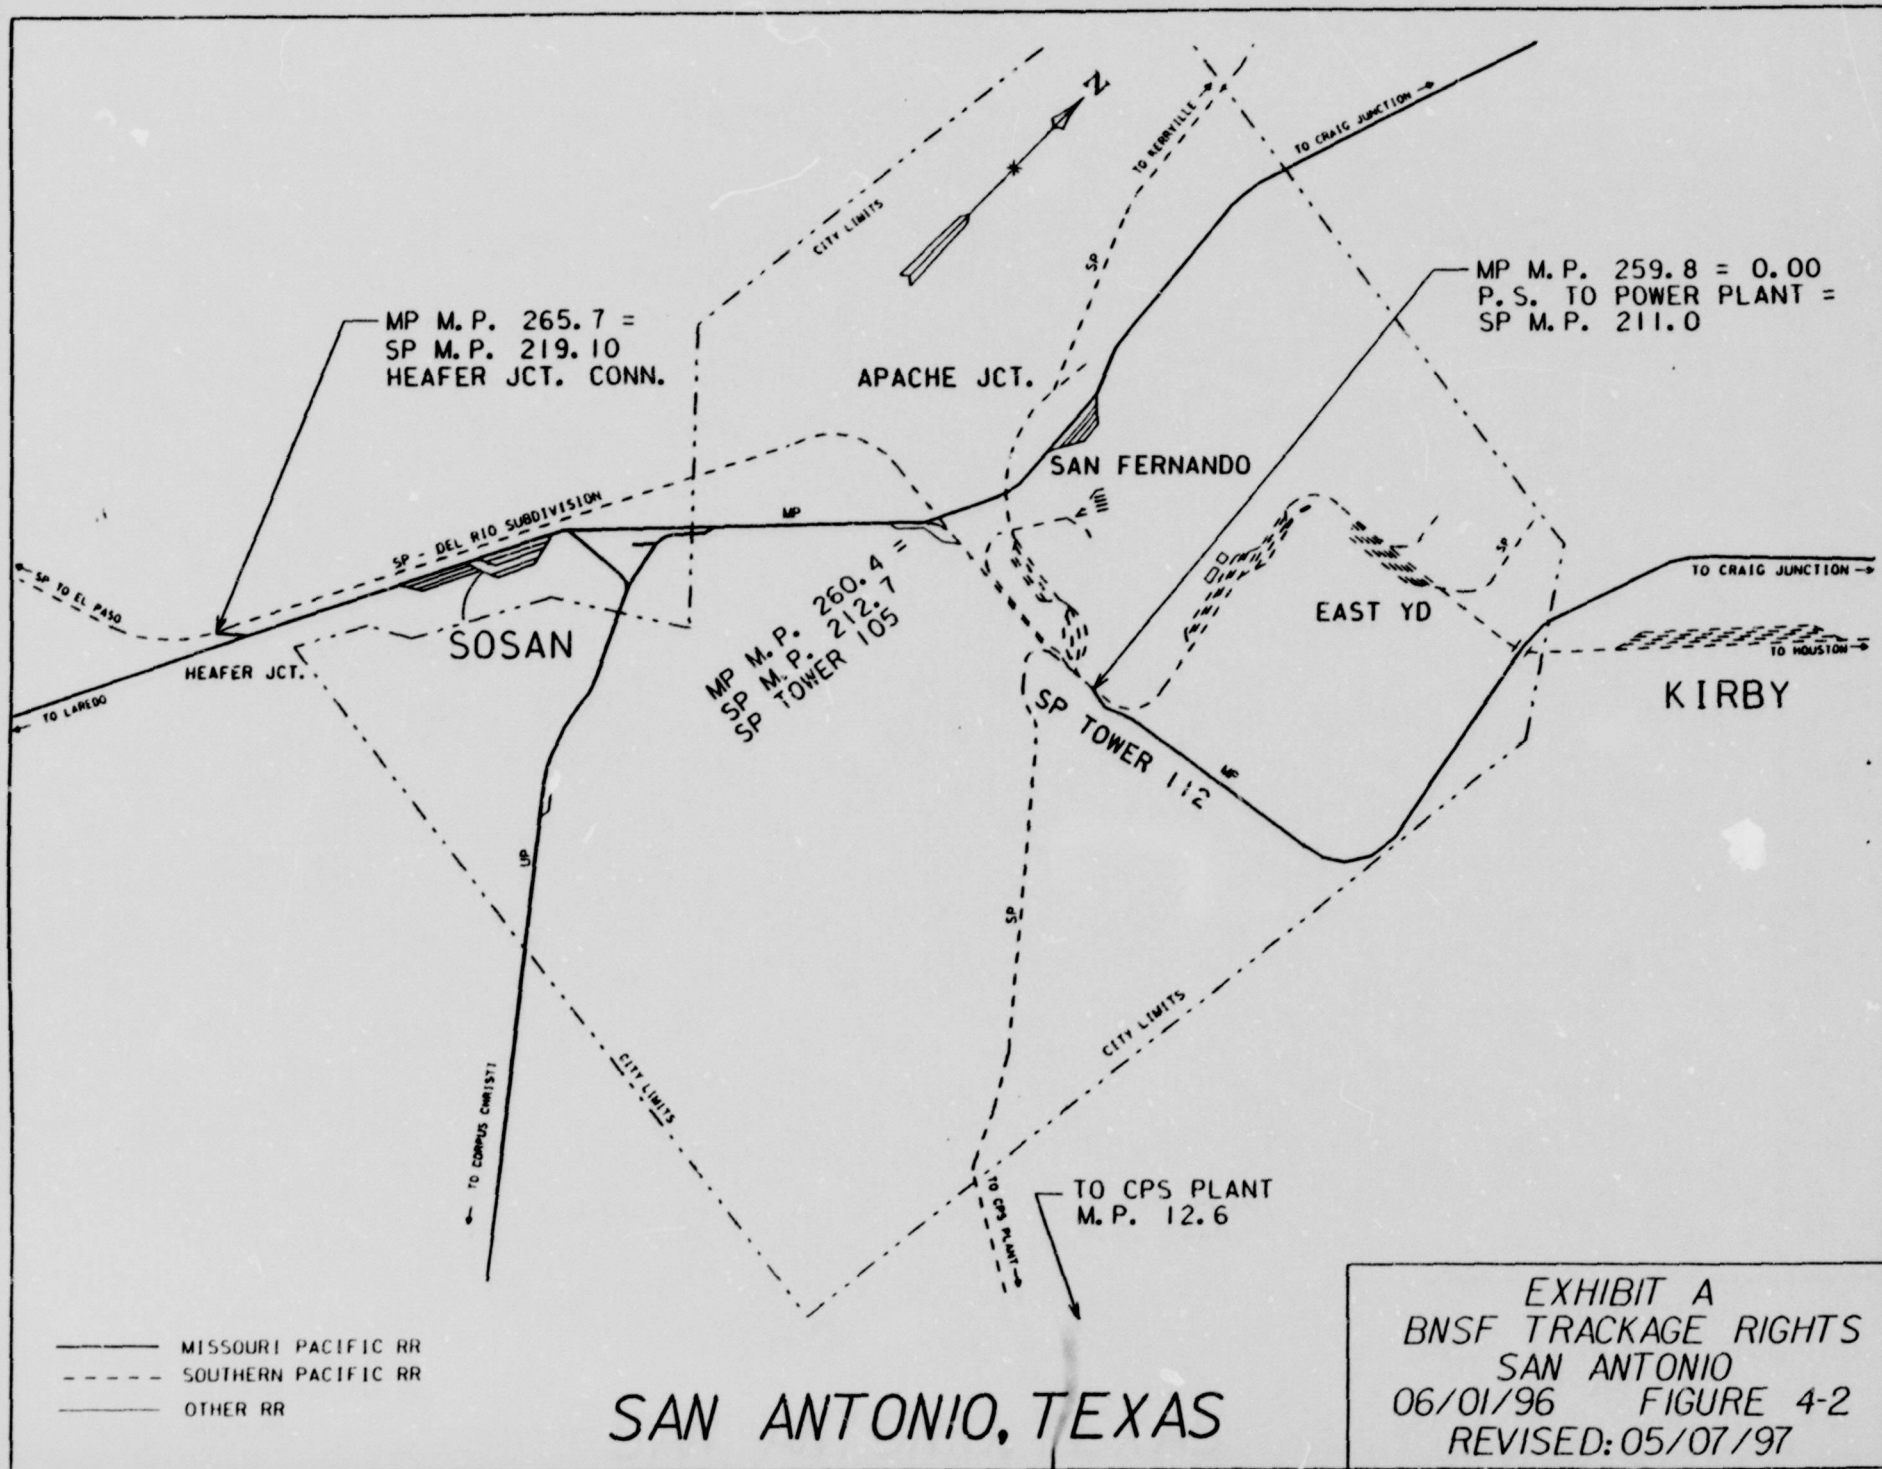 N
CITY LIMITS
TO KERRVILLE
TO CRAIG JUNCTION
SP
MP M.P. 265.7 =
SP M.P. 219.10
HEAFER JCT. CONN.
MP M.P. 259.8 = 0.00
P.S. TO POWER PLANT =
SP M.P. 211.0
APACHE JCT.
SAN FERNANDO
SP - DEL RIO SUBDIVISION
MP
SP TO EL PASO
SP
TO CRAIG JUNCTION
EAST YD
MP M.P. 260.4 =
SP M.P. 212.7
SP TOWER 105
SOSAN
TO HOUSTON
HEAFER JCT.
KIRBY
TO LAREDO
SP TOWER 112
MP
UP
SP
CITY LIMITS
CITY LIMITS
TO CORPUS CHRISTI
TO CPS PLANT
TO CPS PLANT
M.P. 12.6
MISSOURI PACIFIC RR
SOUTHERN PACIFIC RR
OTHER RR
SAN ANTONIO, TEXAS
EXHIBIT A
BNSF TRACKAGE RIGHTS
SAN ANTONIO
06/01/96 FIGURE 4-2
REVISED: 05/07/97